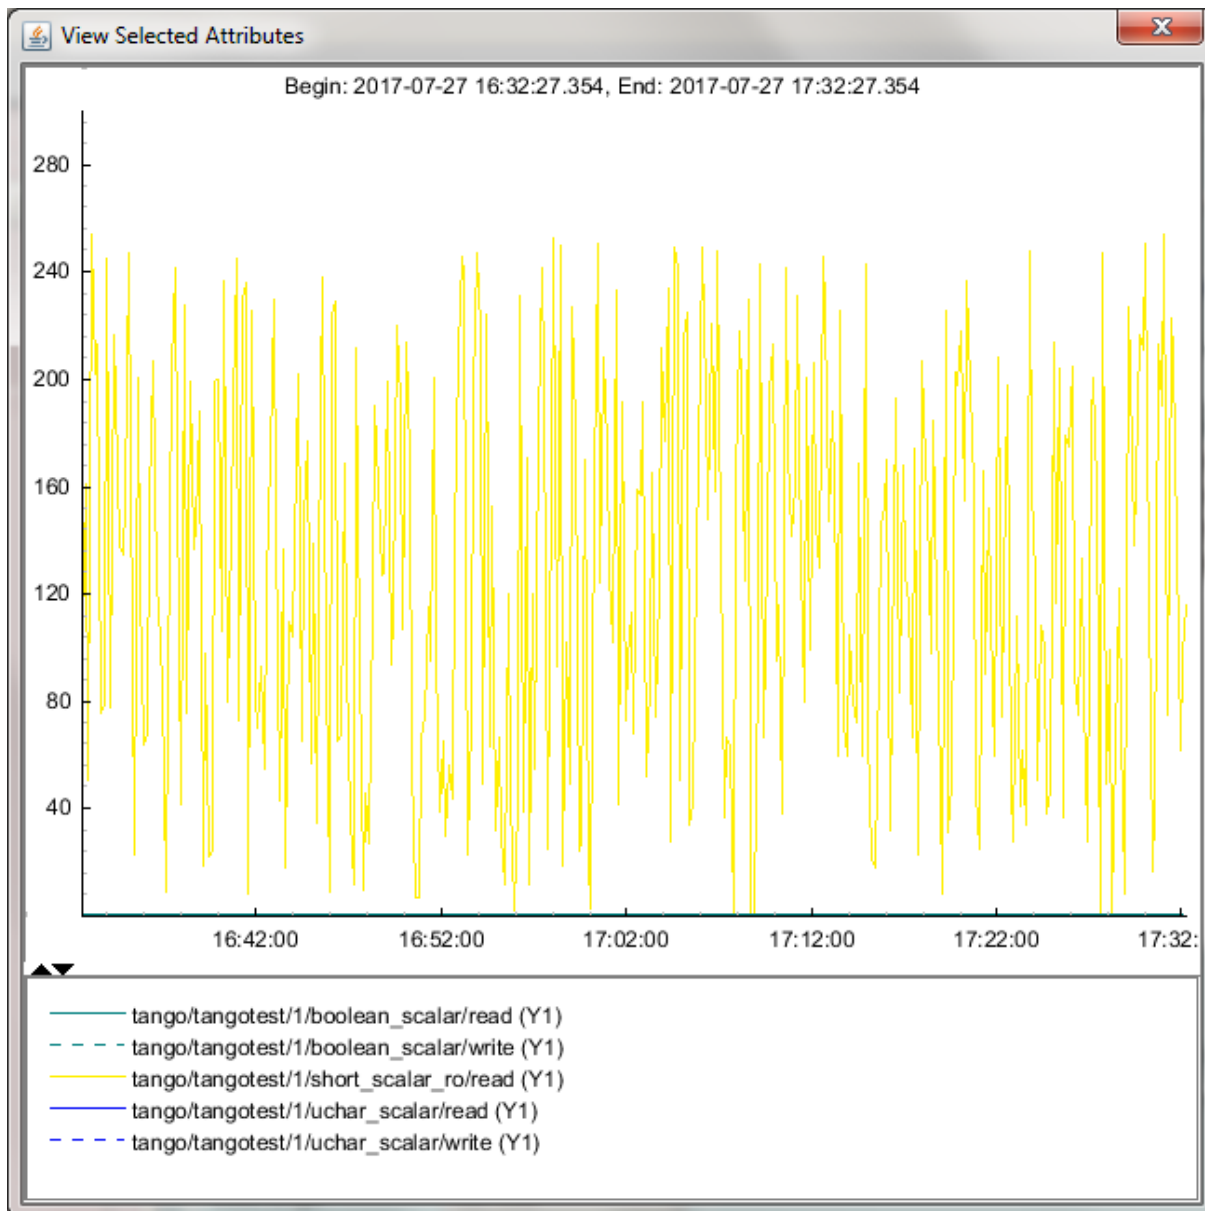 View Selected Attributes
Begin: 2017-07-27 16:32:27.354, End: 2017-07-27 17:32:27.354
280
240
200
160
120
80
40
16:42:00 16:52:00 17:02:00 17:12:00 17:22:00 17:32:
tango/tangotest/1/boolean_scalar/read (Y1)
tango/tangotest/1/boolean_scalar/write (Y1)
tango/tangotest/1/short_scalar_ro/read (Y1)
tango/tangotest/1/uchar_scalar/read (Y1)
tango/tangotest/1/uchar_scalar/write (Y1)